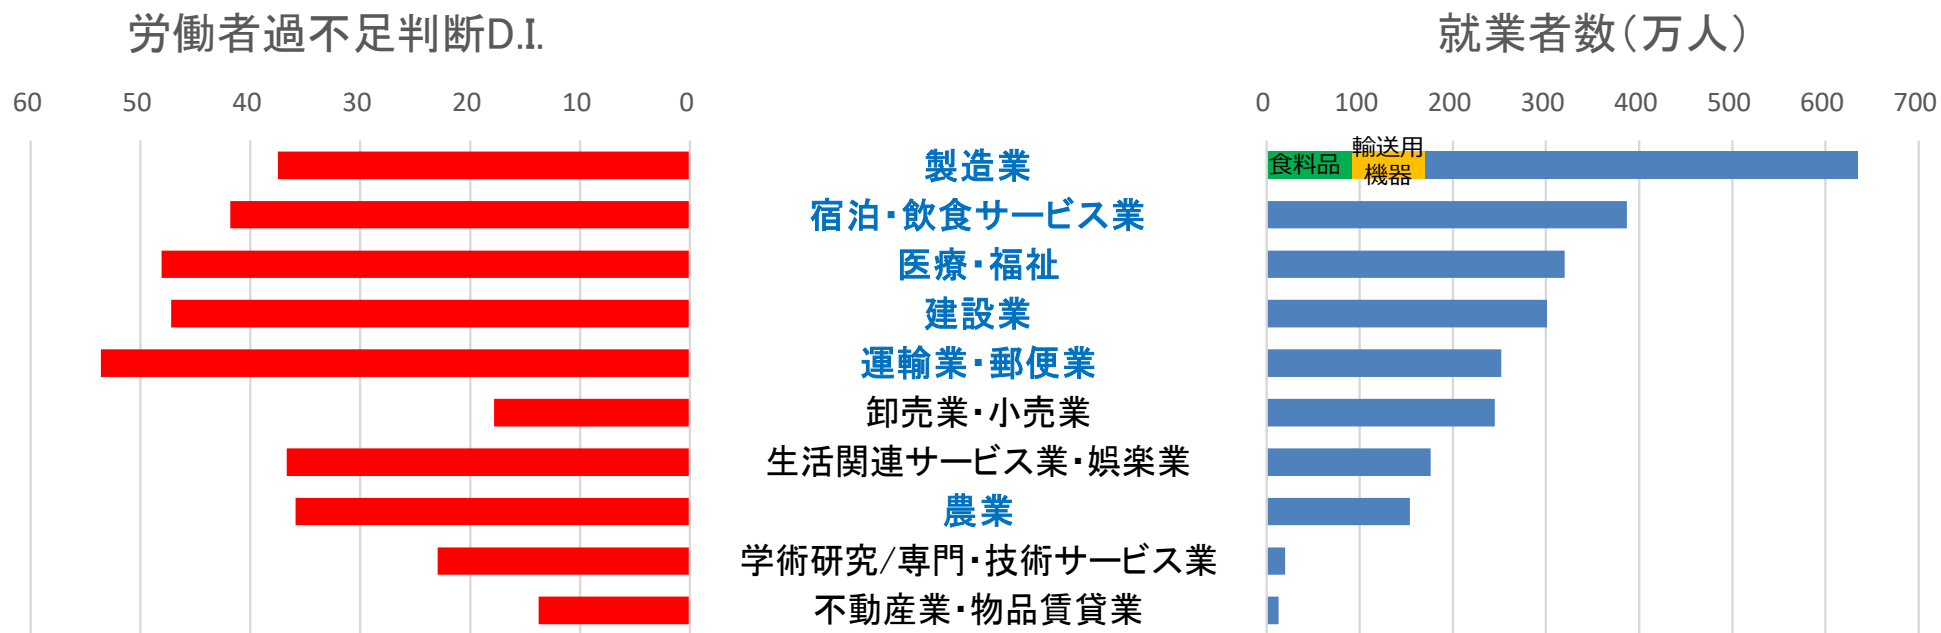 労働者過不足判断D.I.
就業者数(万人)
60 50 40 30 20 10 0
0 100 200 300 400 500 600 700
製造業
食料品
輸送用
機器
宿泊・飲食サービス業
医療・福祉
建設業
運輸業・郵便業
卸売業・小売業
生活関連サービス業・娯楽業
農業
学術研究/専門・技術サービス業
不動産業・物品賃貸業